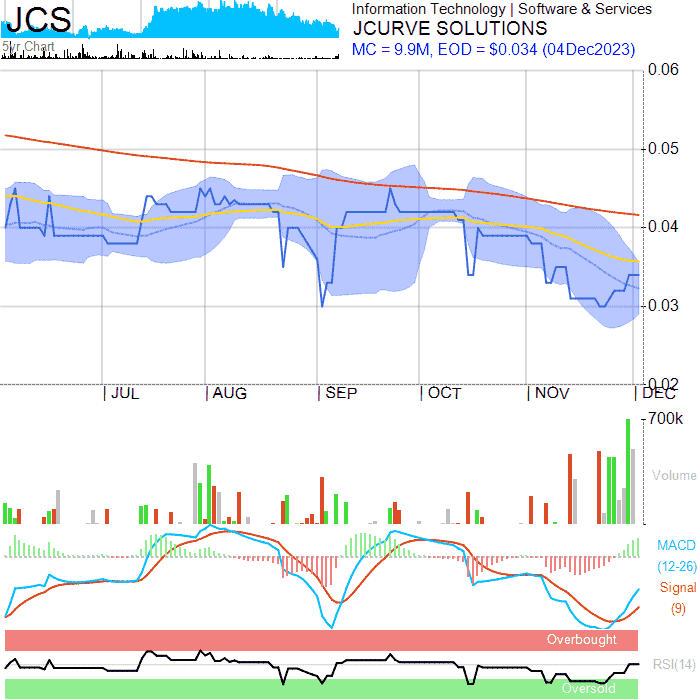 JCS
Information Technology | Software & Services
JCURVE SOLUTIONS
MC = 9.9M, EOD = $0.034 (04Dec2023)
5yr Chart
0.06
0.05
0.04
0.03
0.02
JUL
AUG
SEP
OCT
NOV
DEC
700k
Volume
MACD
(12-26)
Signal
(9)
Overbought
RSI(14)
Oversold